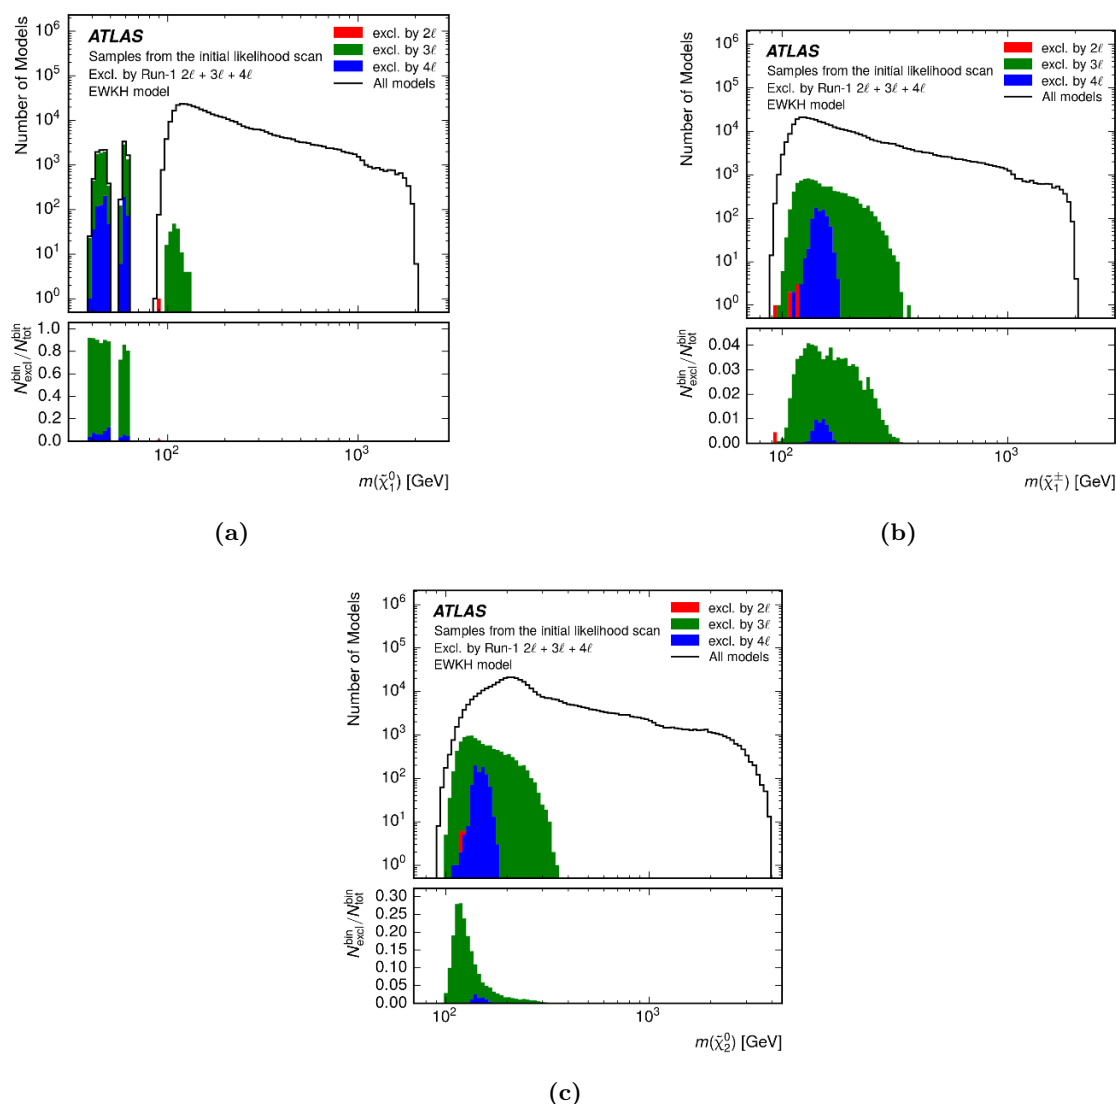 ATLAS
Samples from the initial likelihood scan
Excl. by Run-1 2ℓ + 3ℓ + 4ℓ
EWKH model
excl. by 2ℓ
excl. by 3ℓ
excl. by 4ℓ
All models
Number of Models
10⁶
10⁵
10⁴
10³
10²
10¹
10⁰
N_excl^bin/N_tot^bin
1.0
0.8
0.6
0.4
0.2
0.0
10² 10³
m(χ̃₁⁰) [GeV]
(a)
ATLAS
Samples from the initial likelihood scan
Excl. by Run-1 2ℓ + 3ℓ + 4ℓ
EWKH model
excl. by 2ℓ
excl. by 3ℓ
excl. by 4ℓ
All models
Number of Models
10⁶
10⁵
10⁴
10³
10²
10¹
10⁰
N_excl^bin/N_tot^bin
0.04
0.03
0.02
0.01
0.00
10² 10³
m(χ̃₁^±) [GeV]
(b)
ATLAS
Samples from the initial likelihood scan
Excl. by Run-1 2ℓ + 3ℓ + 4ℓ
EWKH model
excl. by 2ℓ
excl. by 3ℓ
excl. by 4ℓ
All models
Number of Models
10⁶
10⁵
10⁴
10³
10²
10¹
10⁰
N_excl^bin/N_tot^bin
0.30
0.25
0.20
0.15
0.10
0.05
0.00
10² 10³
m(χ̃₂⁰) [GeV]
(c)